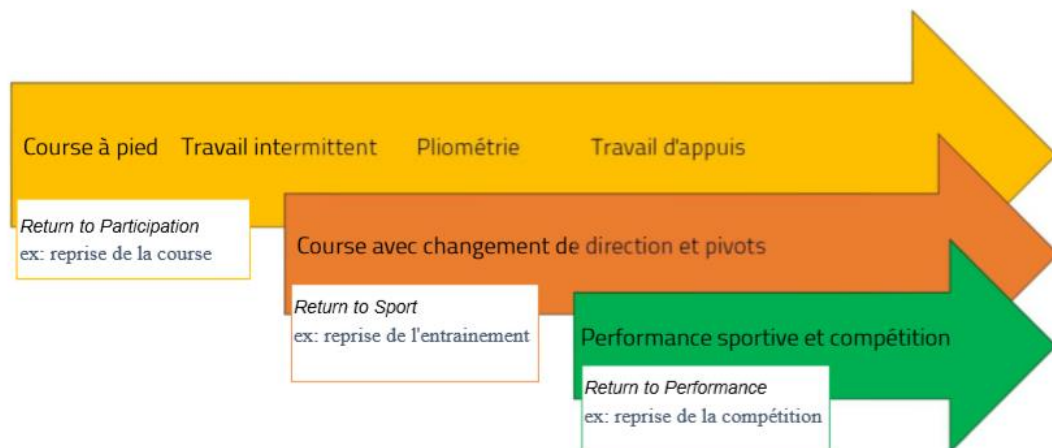 Course à pied Travail intermittent Pliométrie Travail d'appuis
Return to Participation
ex: reprise de la course
Course avec changement de direction et pivots
Return to Sport
ex: reprise de l'entrainement
Performance sportive et compétition
Return to Performance
ex: reprise de la compétition